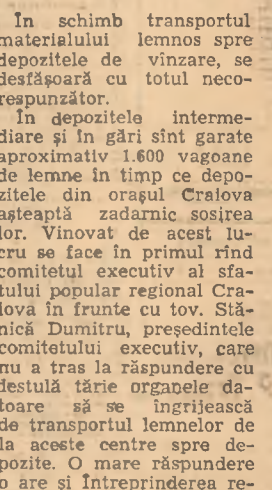 În schimb transportul
materialului lemnos spre
depozitele de vînzare, se
desfășoară cu totul neco-
respunzător.
În depozitele interme-
diare și în gări sînt garate
aproximativ 1.600 vagoane
de lemne în timp ce depo-
zitele din orașul Craiova
așteaptă zadarnic sosirea
lor. Vinovat de acest lu-
cru se face în primul rînd
comitetul executiv al sfa-
tului popular regional Cra-
iova în frunte cu tov. Stă-
nică Dumitru, președintele
comitetului executiv, care
nu a tras la răspundere cu
destulă tărie organele da-
toare să se îngrijească
de transportul lemnelor de
la aceste centre spre de-
pozite. O mare răspundere
o are și Întreprinderea re-